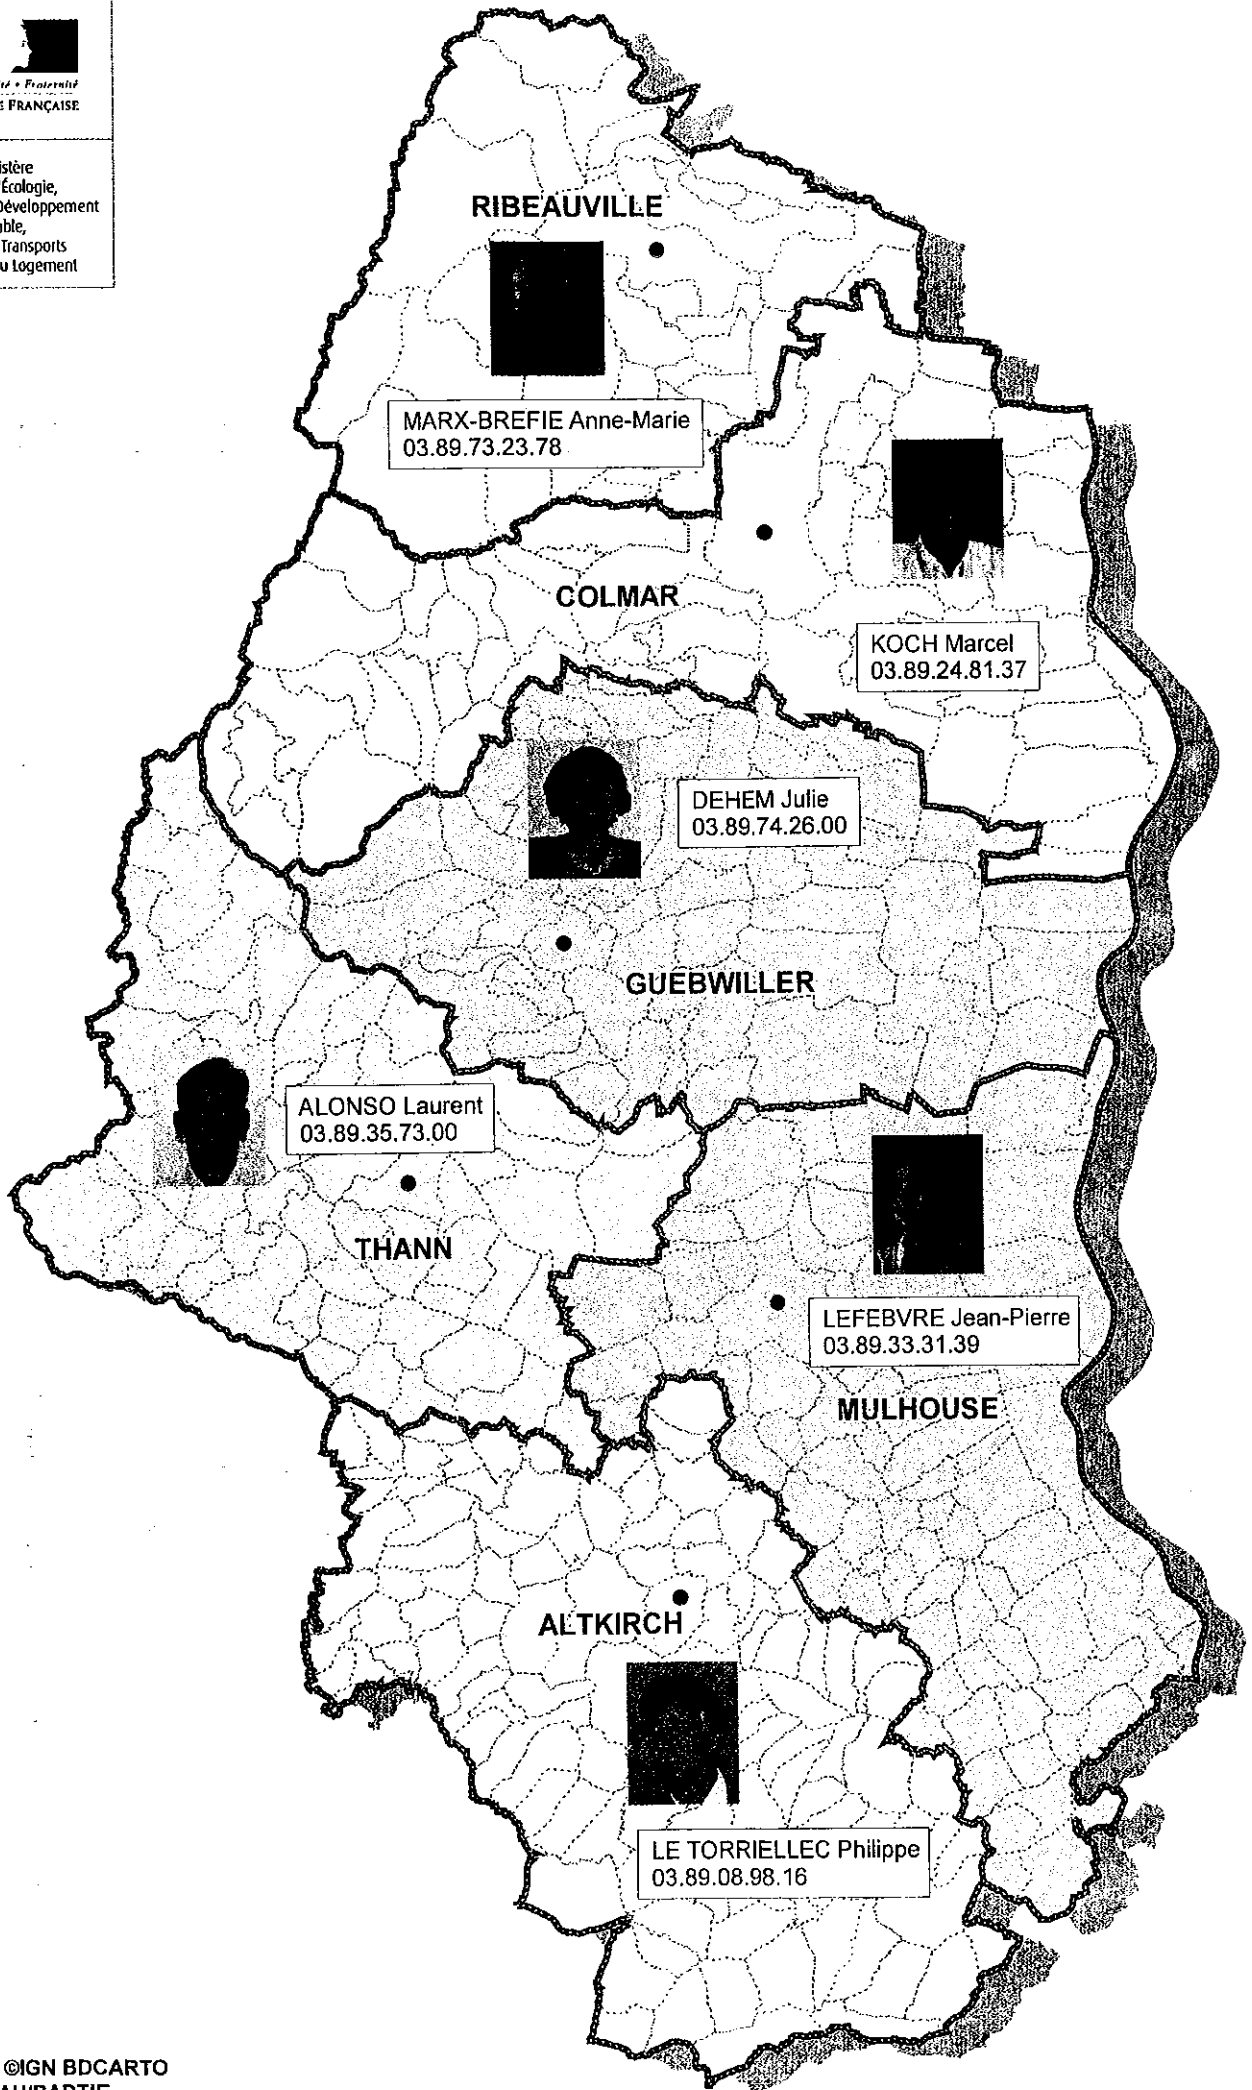 té • Fraternité
E FRANÇAISE
istère
Écologie,
Développement
able,
Transports
u Logement
RIBEAUVILLE
MARX-BREFIE Anne-Marie
03.89.73.23.78
COLMAR
KOCH Marcel
03.89.24.81.37
DEHEM Julie
03.89.74.26.00
GUEBWILLER
ALONSO Laurent
03.89.35.73.00
THANN
LEFEBVRE Jean-Pierre
03.89.33.31.39
MULHOUSE
ALTKIRCH
LE TORRIELLEC Philippe
03.89.08.98.16
©IGN BDCARTO